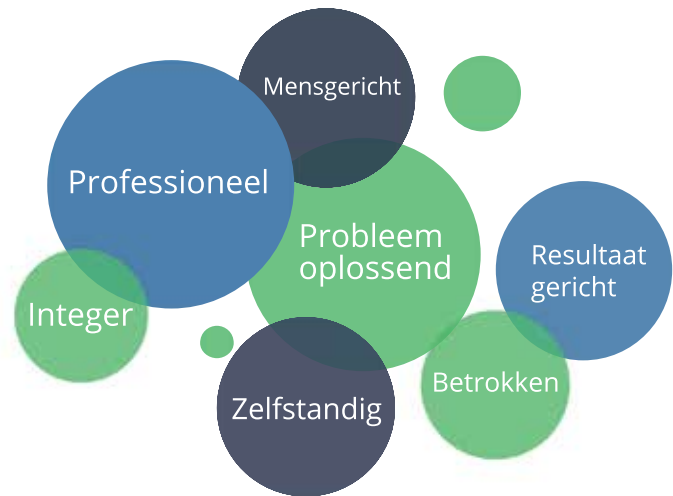 Mensgericht
Professioneel
Probleem
oplossend
Resultaat
gericht
Integer
Betrokken
Zelfstandig